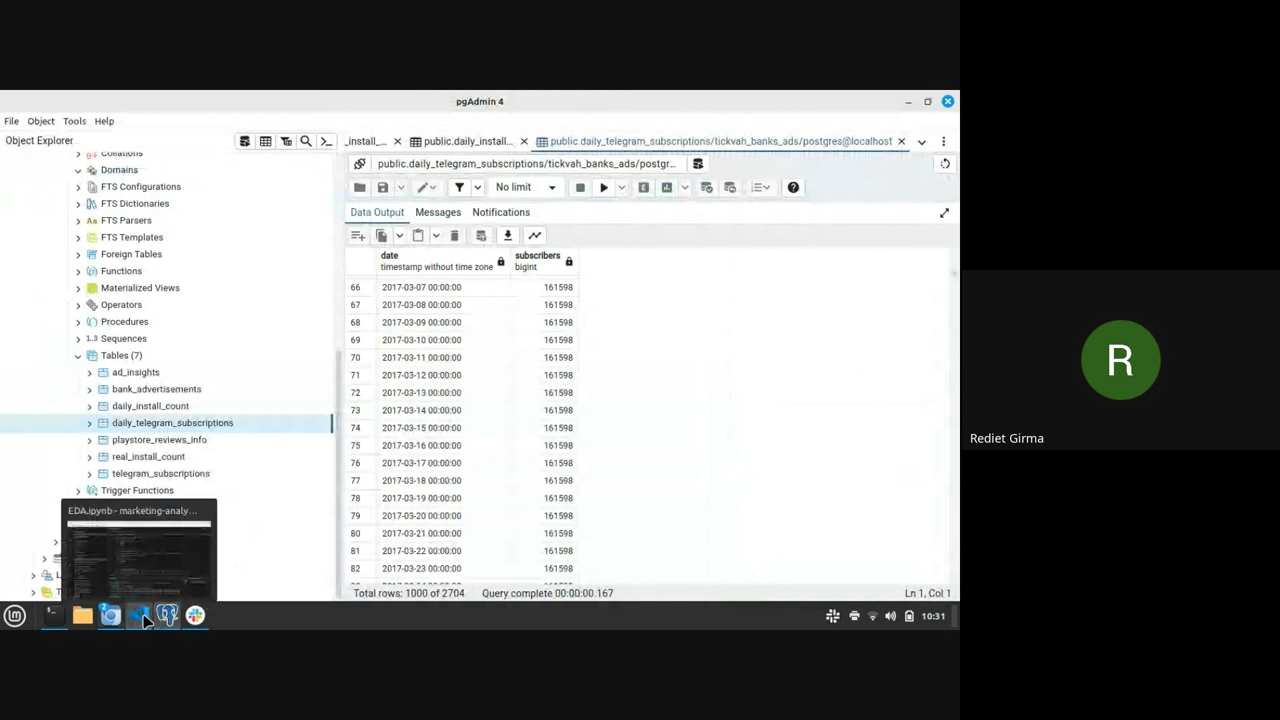 pgAdmin 4
File Object Tools Help
Object Explorer
_install_... public.daily_install... public.daily_telegram_subscriptions/tickvah_banks_ads/postgres@localhost
public.daily_telegram_subscriptions/tickvah_banks_ads/postgr...
No limit
Data Output Messages Notifications
Collations
Domains
FTS Configurations
FTS Dictionaries
Aa FTS Parsers
FTS Templates
Foreign Tables
Functions
Materialized Views
Operators
Procedures
1..3 Sequences
Tables (7)
ad_insights
bank_advertisements
daily_install_count
daily_telegram_subscriptions
playstore_reviews_info
real_install_count
telegram_subscriptions
Trigger Functions
EDA.ipynb - marketing-analy...
date subscribers
timestamp without time zone bigint
66 2017-03-07 00:00:00 161598
67 2017-03-08 00:00:00 161598
68 2017-03-09 00:00:00 161598
69 2017-03-10 00:00:00 161598
70 2017-03-11 00:00:00 161598
71 2017-03-12 00:00:00 161598
72 2017-03-13 00:00:00 161598
73 2017-03-14 00:00:00 161598
74 2017-03-15 00:00:00 161598
75 2017-03-16 00:00:00 161598
76 2017-03-17 00:00:00 161598
77 2017-03-18 00:00:00 161598
78 2017-03-19 00:00:00 161598
79 2017-03-20 00:00:00 161598
80 2017-03-21 00:00:00 161598
81 2017-03-22 00:00:00 161598
82 2017-03-23 00:00:00 161598
Total rows: 1000 of 2704 Query complete 00:00:00.167 Ln 1, Col 1
10:31
R
Rediet Girma